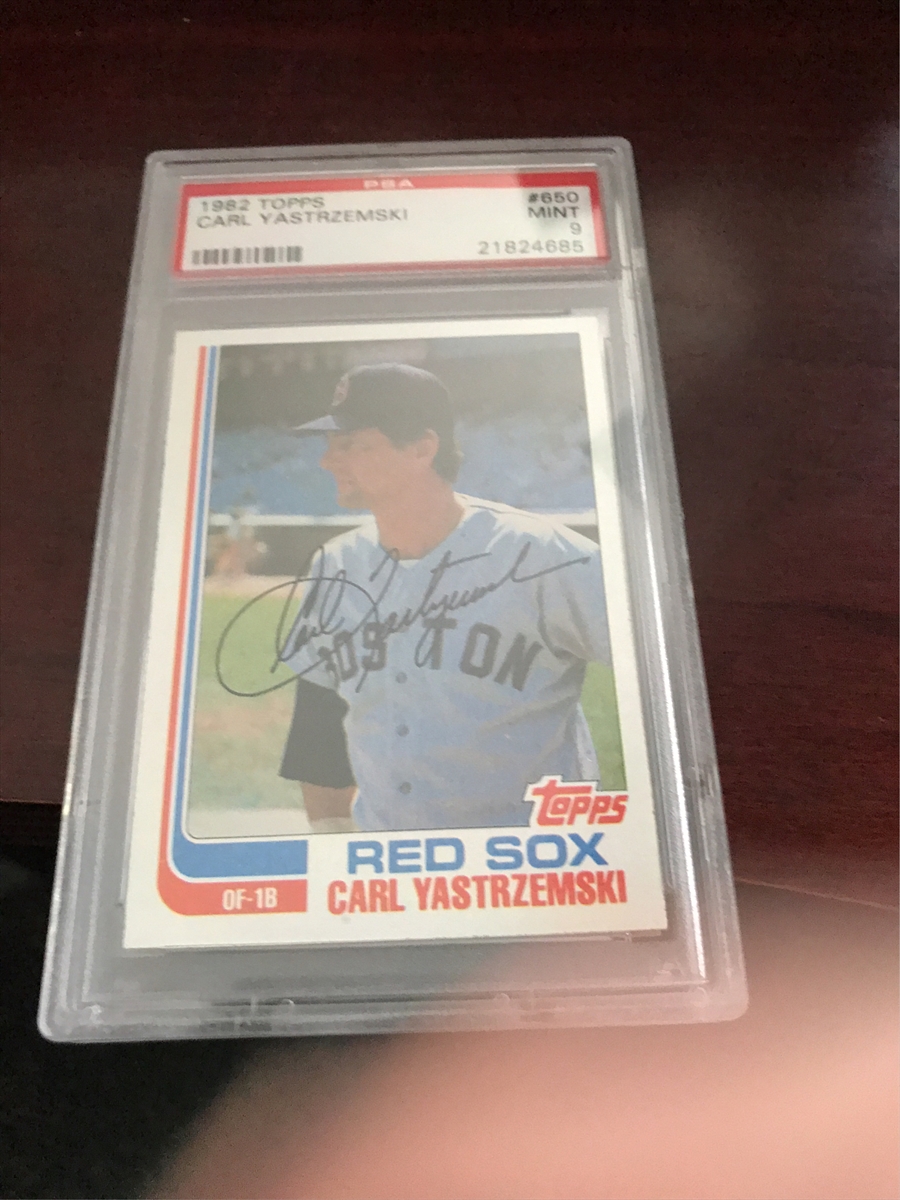 PSA
1982 TOPPS #650
CARL YASTRZEMSKI MINT
9
21824685
Carl Yastrzemski
BOSTON
topps
RED SOX
OF-1B CARL YASTRZEMSKI